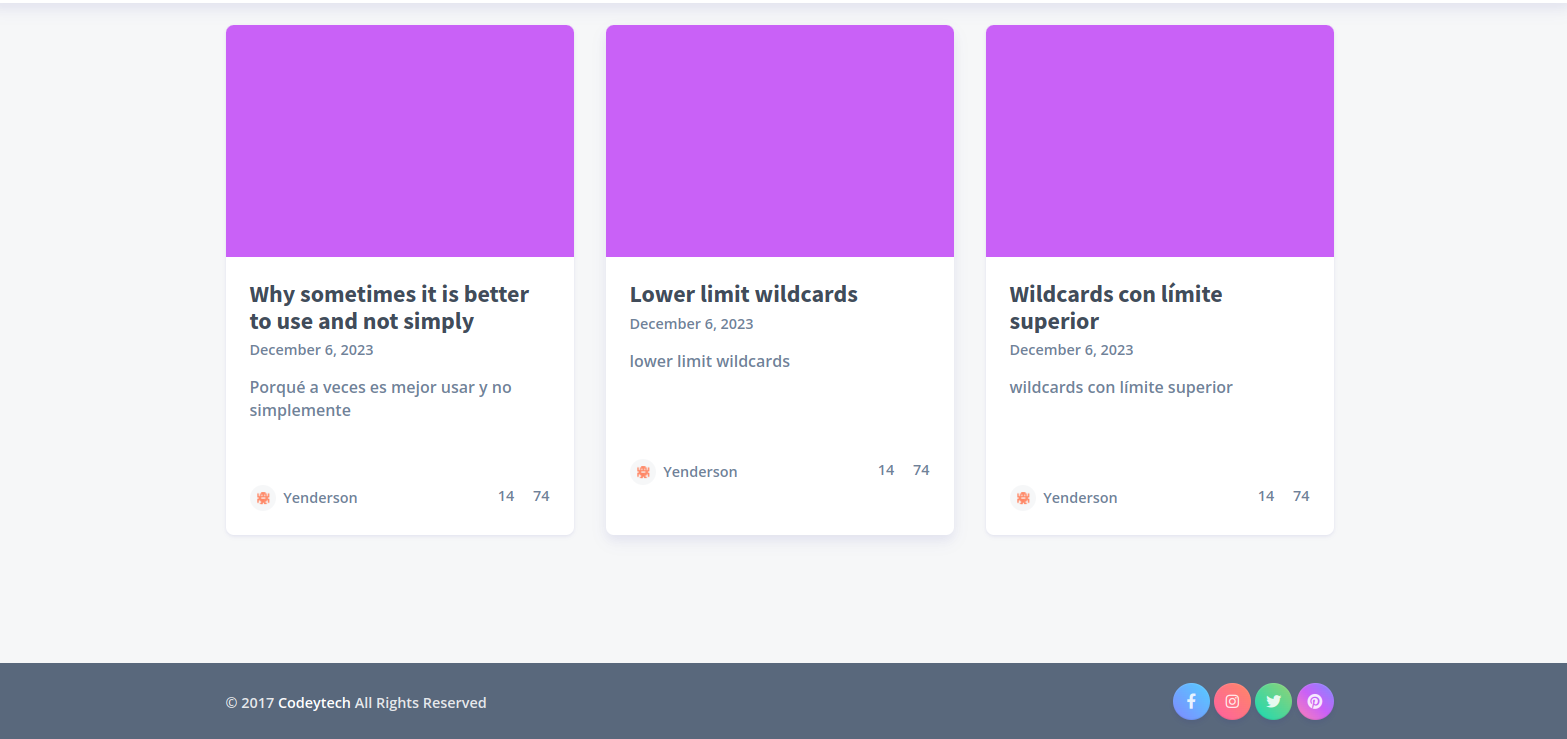 Why sometimes it is better
to use and not simply
December 6, 2023
Porqué a veces es mejor usar y no
simplemente
Yenderson 14 74
Lower limit wildcards
December 6, 2023
lower limit wildcards
Yenderson 14 74
Wildcards con límite
superior
December 6, 2023
wildcards con límite superior
Yenderson 14 74
© 2017 Codeytech All Rights Reserved